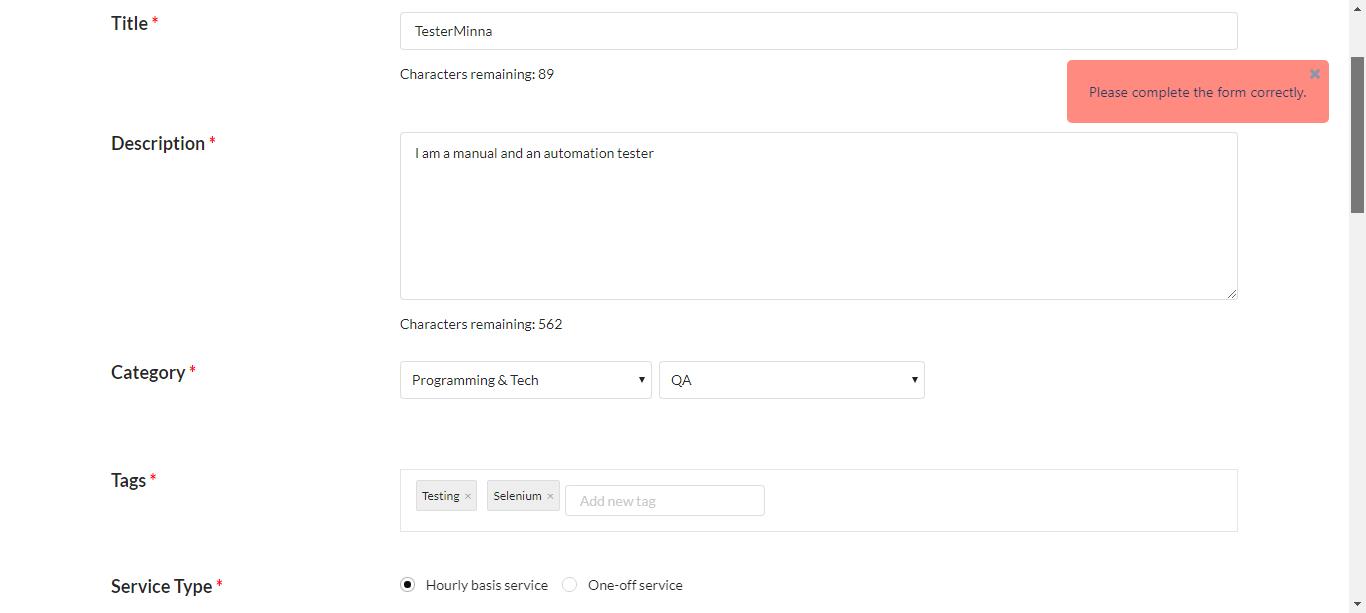 Title *
TesterMinna
Characters remaining: 89
Please complete the form correctly.
Description *
I am a manual and an automation tester
Characters remaining: 562
Category *
Programming & Tech
QA
Tags *
Testing ×
Selenium ×
Add new tag
Service Type *
Hourly basis service
One-off service